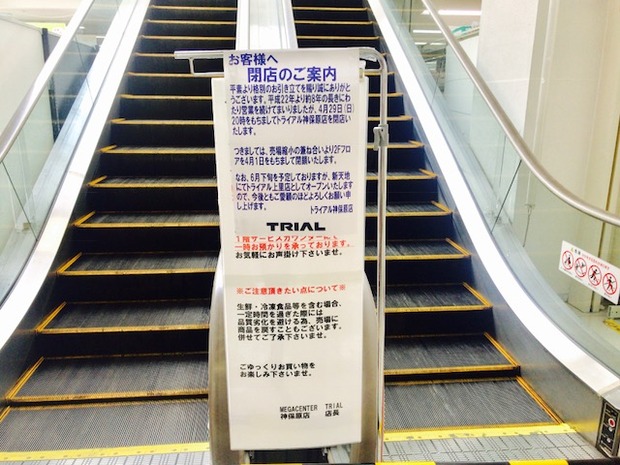 お客様へ
閉店のご案内
平素より格別のお引き立てを賜り誠にありがと
うございます。平成22年より約8年の長きにわ
たり営業を続けてまいりましたが、4月29日(日)
20時をもちましてトライアル神保原店を閉店い
たします。
つきましては、売場縮小の兼ね合いより2Fフロ
アを4月1日をもちまして閉鎖いたします。
なお、6月下旬を予定しておりますが、新天地
にてトライアル上里店としてオープンいたします
ので、今後ともご愛顧のほどよろしくお願い申
し上げます。
トライアル神保原店
TRIAL
1階サービスカウンターにて
一時お預かりを承っております。
お気軽にお声掛け下さいませ。
※ご注意頂きたい点について※
生鮮・冷凍食品等を含む場合、
一定時間を過ぎた際には
品質劣化を避ける為、売場に
商品を戻すこともございます。
併せてご了承下さいませ。
ごゆっくりお買い物を
お楽しみ下さいませ。
MEGACENTER TRIAL
神保原店 店長